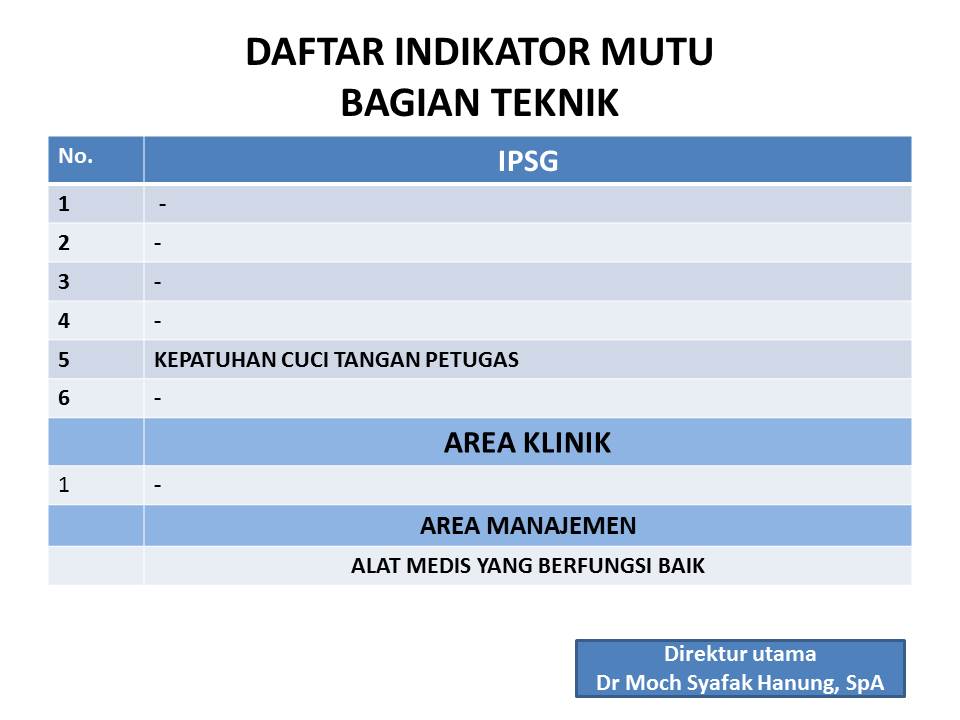 DAFTAR INDIKATOR MUTU
BAGIAN TEKNIK
No. IPSG
1 -
2 -
3 -
4 -
5 KEPATUHAN CUCI TANGAN PETUGAS
6 -
AREA KLINIK
1 -
AREA MANAJEMEN
ALAT MEDIS YANG BERFUNGSI BAIK
Direktur utama
Dr Moch Syafak Hanung, SpA